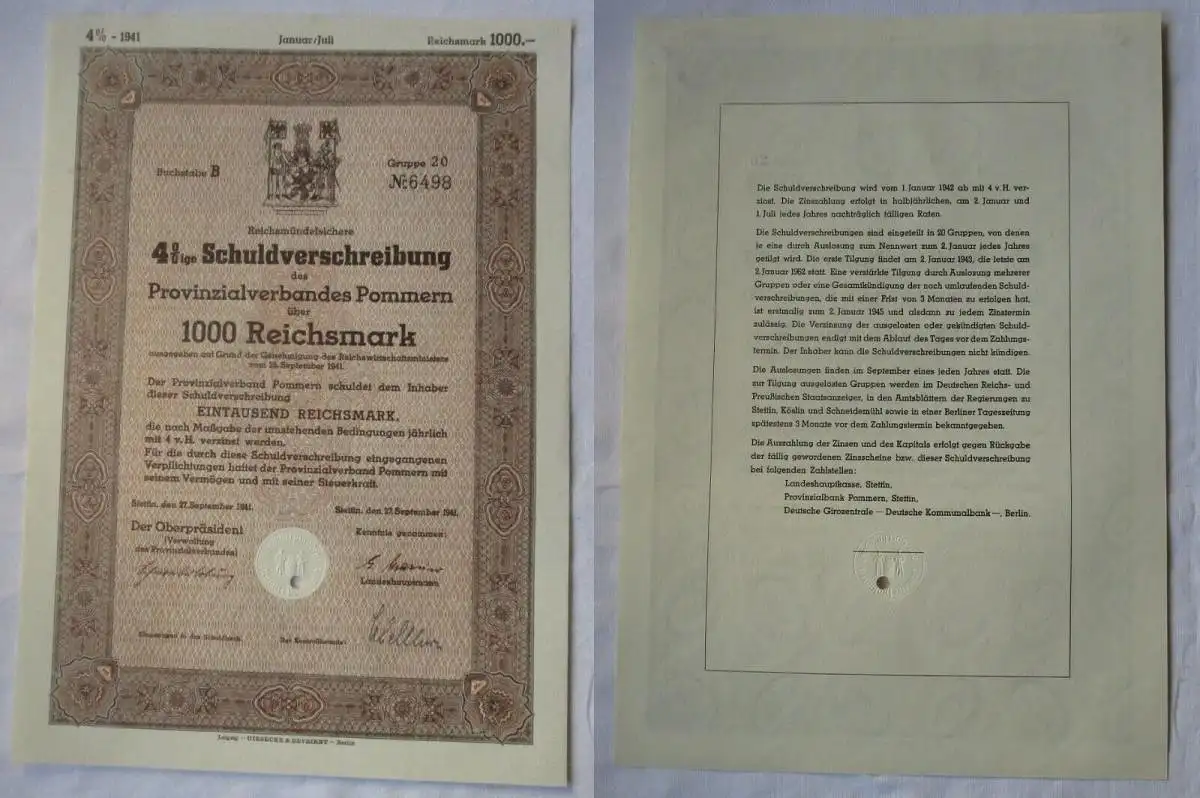 4% - 1941 Januar/Juli Reichsmark 1000.—
Buchstabe B
Gruppe 20
№ 6498
Reichsmündelsichere
4%ige Schuldverschreibung
des
Provinzialverbandes Pommern
über
1000 Reichsmark
ausgegeben auf Grund der Genehmigung des Reichswirtschaftsministers
vom September 1941.
Der Provinzialverband Pommern schuldet dem Inhaber
dieser Schuldverschreibung
EINTAUSEND REICHSMARK,
die nach Maßgabe der umstehenden Bedingungen jährlich
mit 4 v.H. verzinst werden.
Für die durch diese Schuldverschreibung eingegangenen
Verpflichtungen haftet der Provinzialverband Pommern mit
seinem Vermögen und mit seiner Steuerkraft.
Stettin, den 27. September 1941. Stettin, den 27. September 1941.
Der Oberpräsident
(Verwaltung
des Provinzialverbandes)
Kenntnis genommen:
Landeshauptmann
Eingetragen in das Schuldbuch. Der Kontrollbeamte:
Leipzig — GIESECKE & DEVRIENT — Berlin
Die Schuldverschreibung wird vom 1. Januar 1942 ab mit 4 v. H. ver-
zinst. Die Zinszahlung erfolgt in halbjährlichen, am 2. Januar und
1. Juli jedes Jahres nachträglich fälligen Raten.
Die Schuldverschreibungen sind eingeteilt in 20 Gruppen, von denen
je eine durch Auslosung zum Nennwert zum 2. Januar jedes Jahres
getilgt wird. Die erste Tilgung findet am 2. Januar 1943, die letzte am
2. Januar 1962 statt. Eine verstärkte Tilgung durch Auslosung mehrerer
Gruppen oder eine Gesamtkündigung der noch umlaufenden Schuld-
verschreibungen, die mit einer Frist von 3 Monaten zu erfolgen hat,
ist erstmalig zum 2. Januar 1945 und alsdann zu jedem Zinstermin
zulässig. Die Verzinsung der ausgelosten oder gekündigten Schuld-
verschreibungen endigt mit dem Ablauf des Tages vor dem Zahlungs-
termin. Der Inhaber kann die Schuldverschreibungen nicht kündigen.
Die Auslosungen finden im September eines jeden Jahres statt. Die
zur Tilgung ausgelosten Gruppen werden im Deutschen Reichs- und
Preußischen Staatsanzeiger, in den Amtsblättern der Regierungen zu
Stettin, Köslin und Schneidemühl sowie in einer Berliner Tageszeitung
spätestens 3 Monate vor dem Zahlungstermin bekanntgegeben.
Die Auszahlung der Zinsen und des Kapitals erfolgt gegen Rückgabe
der fällig gewordenen Zinsscheine bzw. dieser Schuldverschreibung
bei folgenden Zahlstellen:
Landeshauptkasse, Stettin,
Provinzialbank Pommern, Stettin,
Deutsche Girozentrale — Deutsche Kommunalbank —, Berlin.